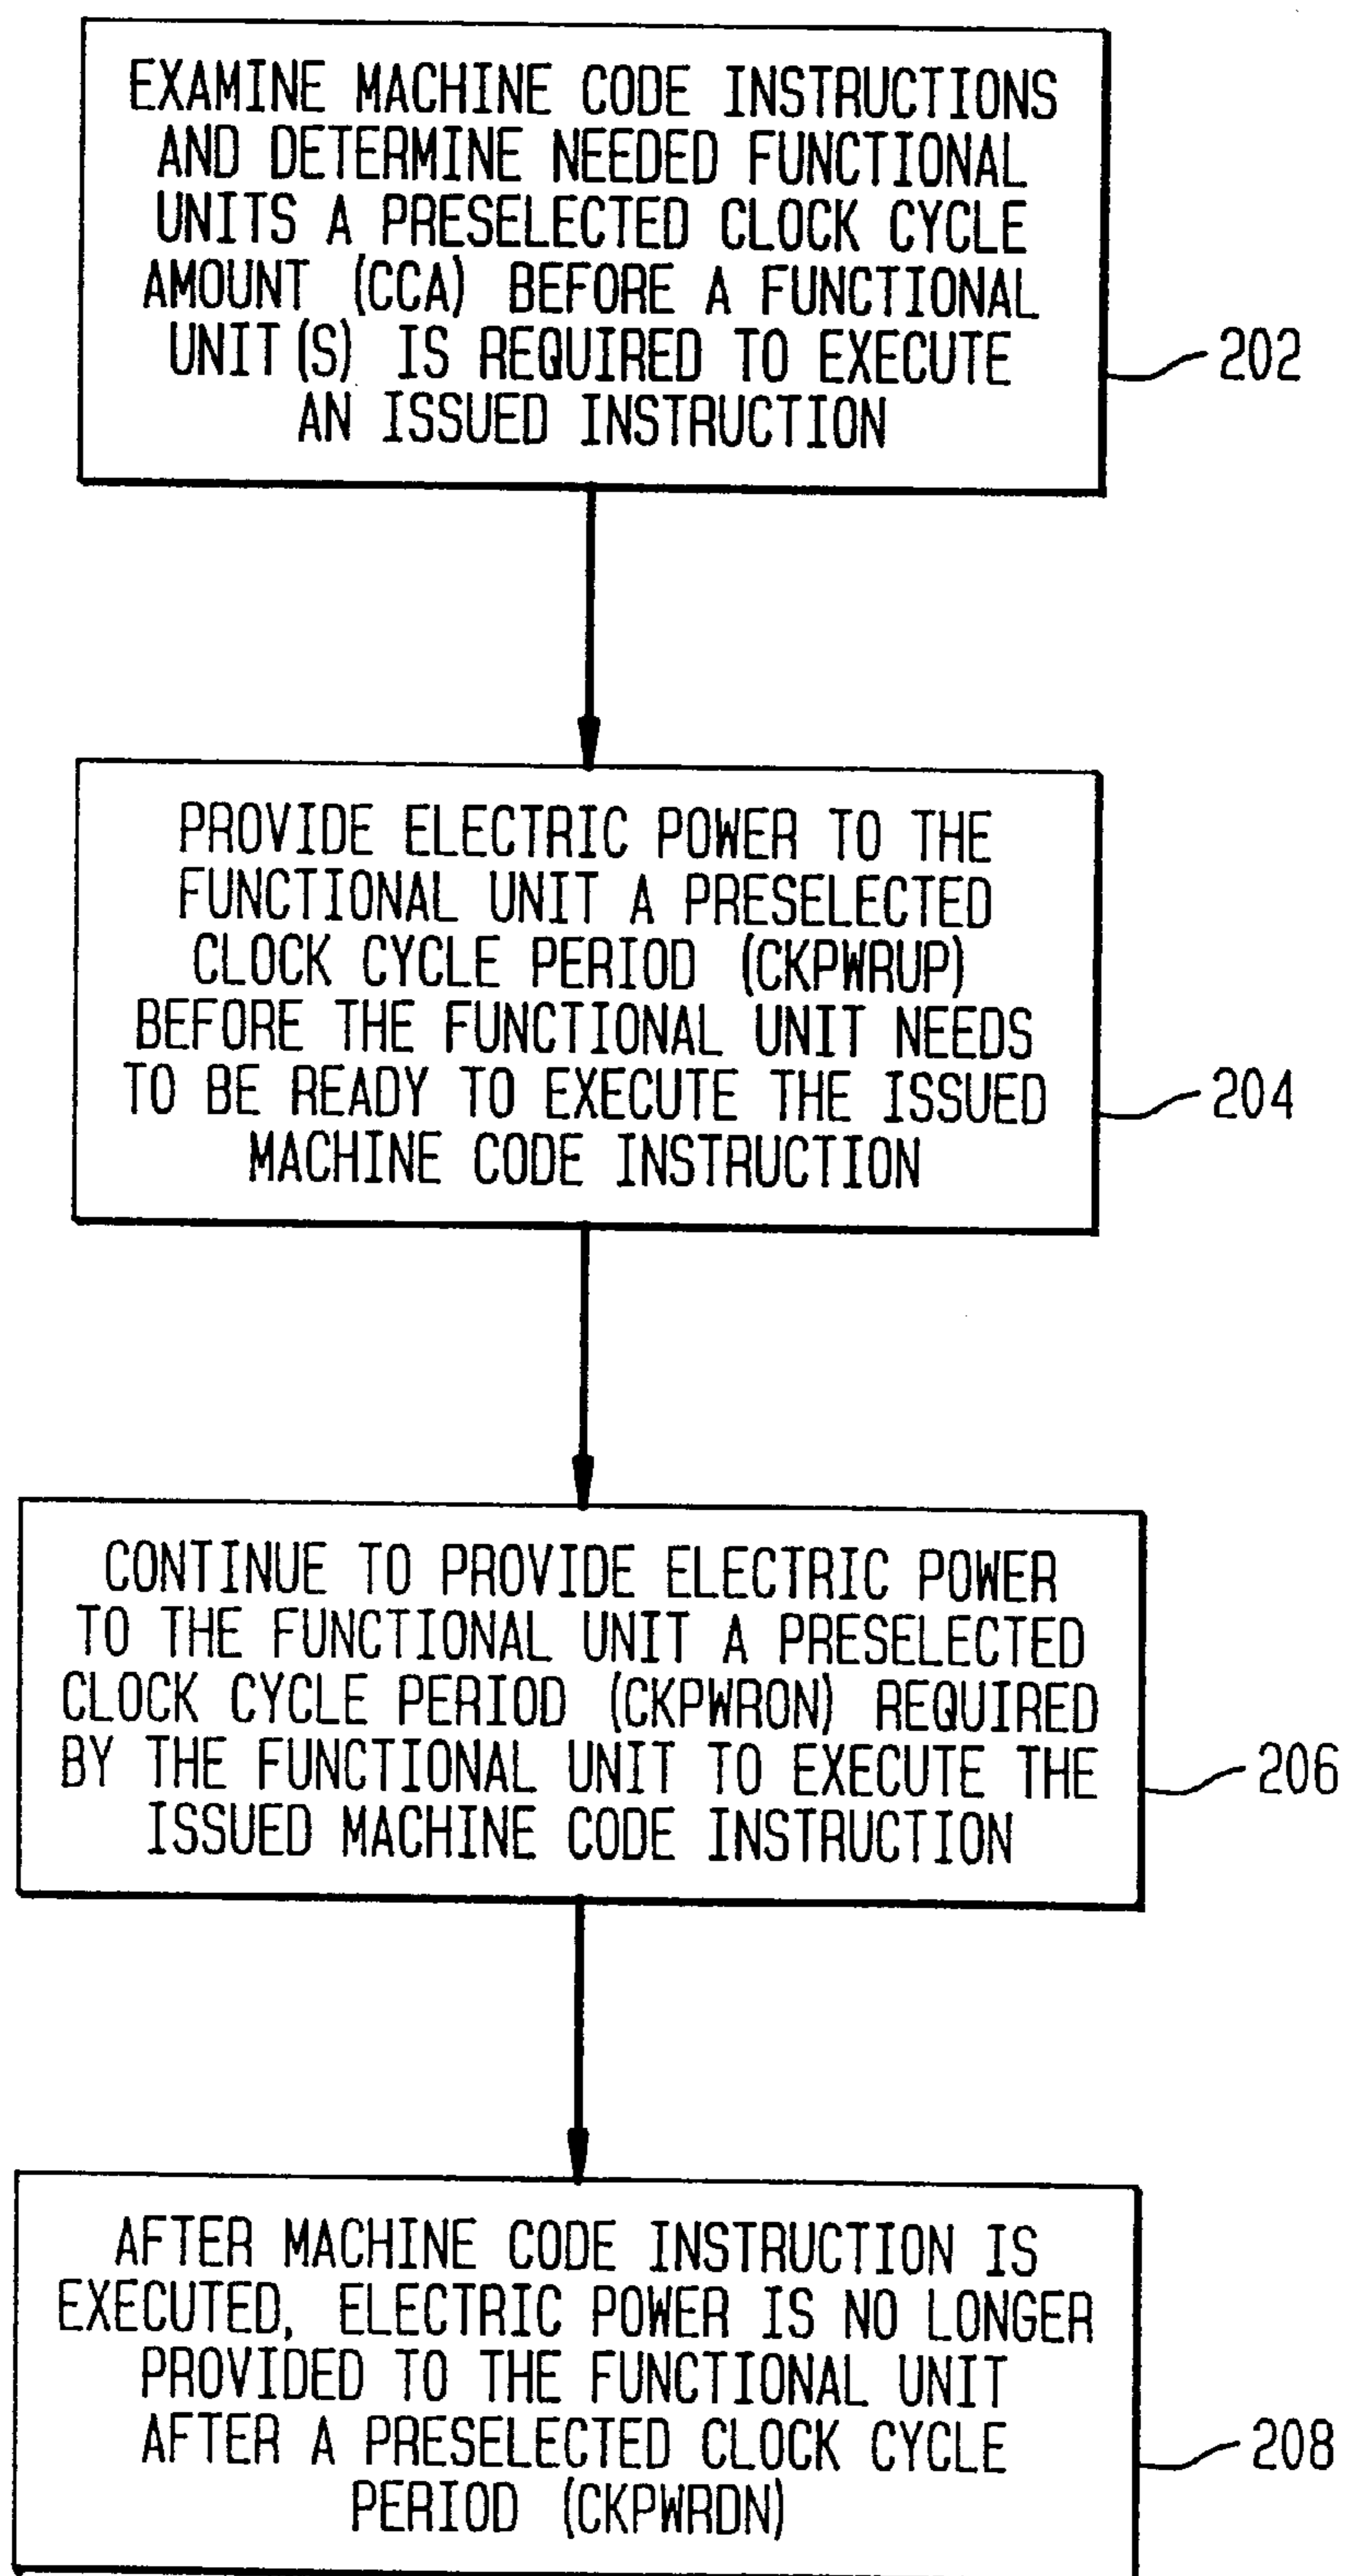 EXAMINE MACHINE CODE INSTRUCTIONS
AND DETERMINE NEEDED FUNCTIONAL
UNITS A PRESELECTED CLOCK CYCLE
AMOUNT (CCA) BEFORE A FUNCTIONAL
UNIT(S) IS REQUIRED TO EXECUTE
AN ISSUED INSTRUCTION
202
PROVIDE ELECTRIC POWER TO THE
FUNCTIONAL UNIT A PRESELECTED
CLOCK CYCLE PERIOD (CKPWRUP)
BEFORE THE FUNCTIONAL UNIT NEEDS
TO BE READY TO EXECUTE THE ISSUED
MACHINE CODE INSTRUCTION
204
CONTINUE TO PROVIDE ELECTRIC POWER
TO THE FUNCTIONAL UNIT A PRESELECTED
CLOCK CYCLE PERIOD (CKPWRON) REQUIRED
BY THE FUNCTIONAL UNIT TO EXECUTE THE
ISSUED MACHINE CODE INSTRUCTION
206
AFTER MACHINE CODE INSTRUCTION IS
EXECUTED, ELECTRIC POWER IS NO LONGER
PROVIDED TO THE FUNCTIONAL UNIT
AFTER A PRESELECTED CLOCK CYCLE
PERIOD (CKPWRDN)
208